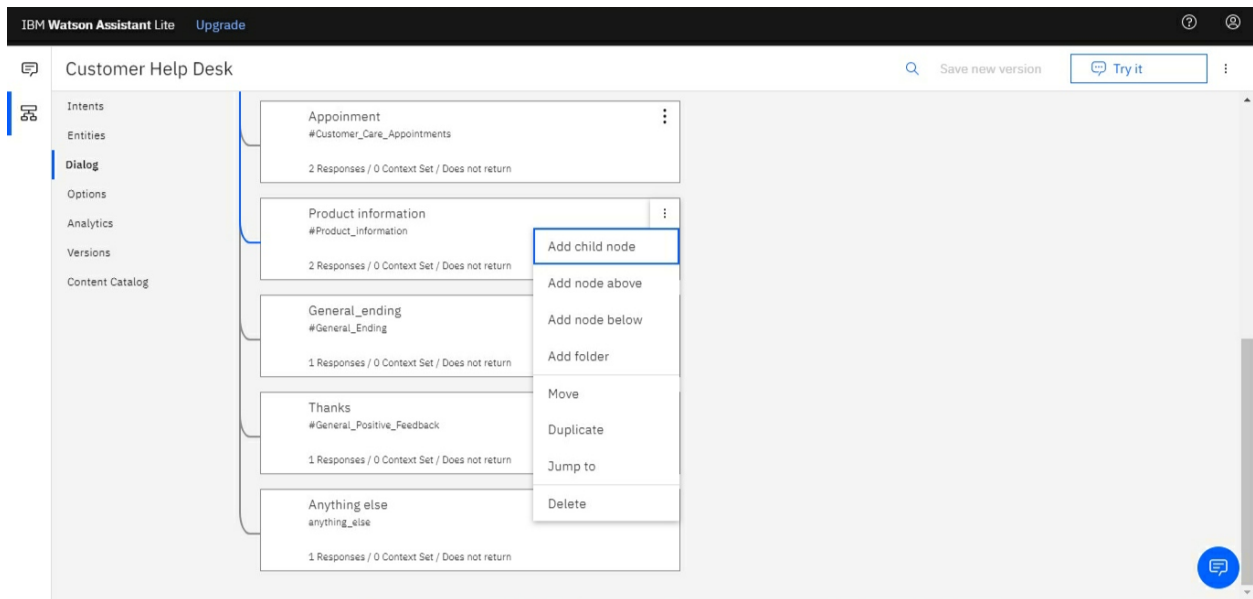 IBM Watson Assistant Lite Upgrade
Customer Help Desk Save new version Try it
Intents
Entities
Dialog
Options
Analytics
Versions
Content Catalog
Appoinment
#Customer_Care_Appointments
2 Responses / 0 Context Set / Does not return
Product information
#Product_information
2 Responses / 0 Context Set / Does not return
General_ending
#General_Ending
1 Responses / 0 Context Set / Does not return
Thanks
#General_Positive_Feedback
1 Responses / 0 Context Set / Does not return
Anything else
anything_else
1 Responses / 0 Context Set / Does not return
Add child node
Add node above
Add node below
Add folder
Move
Duplicate
Jump to
Delete